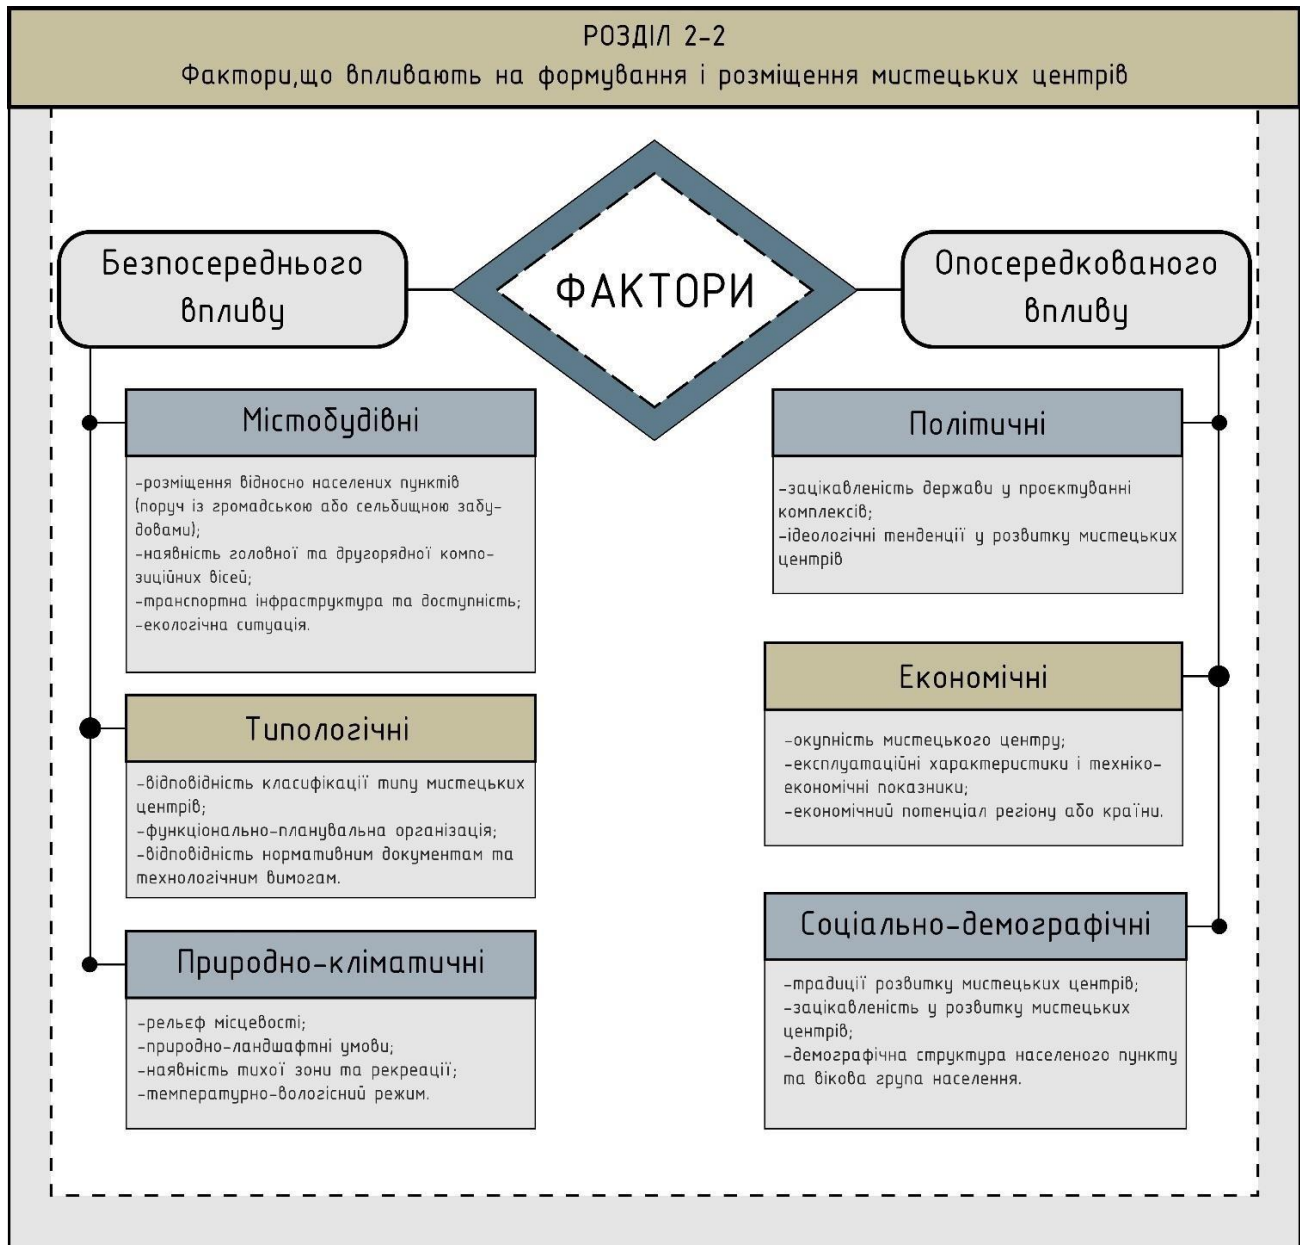 РОЗДІЛ 2-2
Фактори,що впливають на формування і розміщення мистецьких центрів
ФАКТОРИ
Безпосереднього
впливу
Містобудівні
-розміщення відносно населених пунктів
(поруч із громадською або сельбищною забу-
довами);
-наявність головної та другорядної компо-
зиційних вісей;
-транспортна інфраструктура та доступність;
-екологічна ситуація.
Типологічні
-відповідність класифікації типу мистецьких
центрів;
-функціонально-планувальна організація;
-відповідність нормативним документам та
технологічним вимогам.
Природно-кліматичні
-рельєф місцевості;
-природно-ландшафтні умови;
-наявність тихої зони та рекреації;
-температурно-вологісний режим.
Опосередкованого
впливу
Політичні
-зацікавленість держави у проєктуванні
комплексів;
-ідеологічні тенденції у розвитку мистецьких
центрів
Економічні
-окупність мистецького центру;
-експлуатаційні характеристики і техніко-
економічні показники;
-економічний потенціал регіону або країни.
Соціально-демографічні
-традиції розвитку мистецьких центрів;
-зацікавленість у розвитку мистецьких
центрів;
-демографічна структура населеного пункту
та вікова група населення.